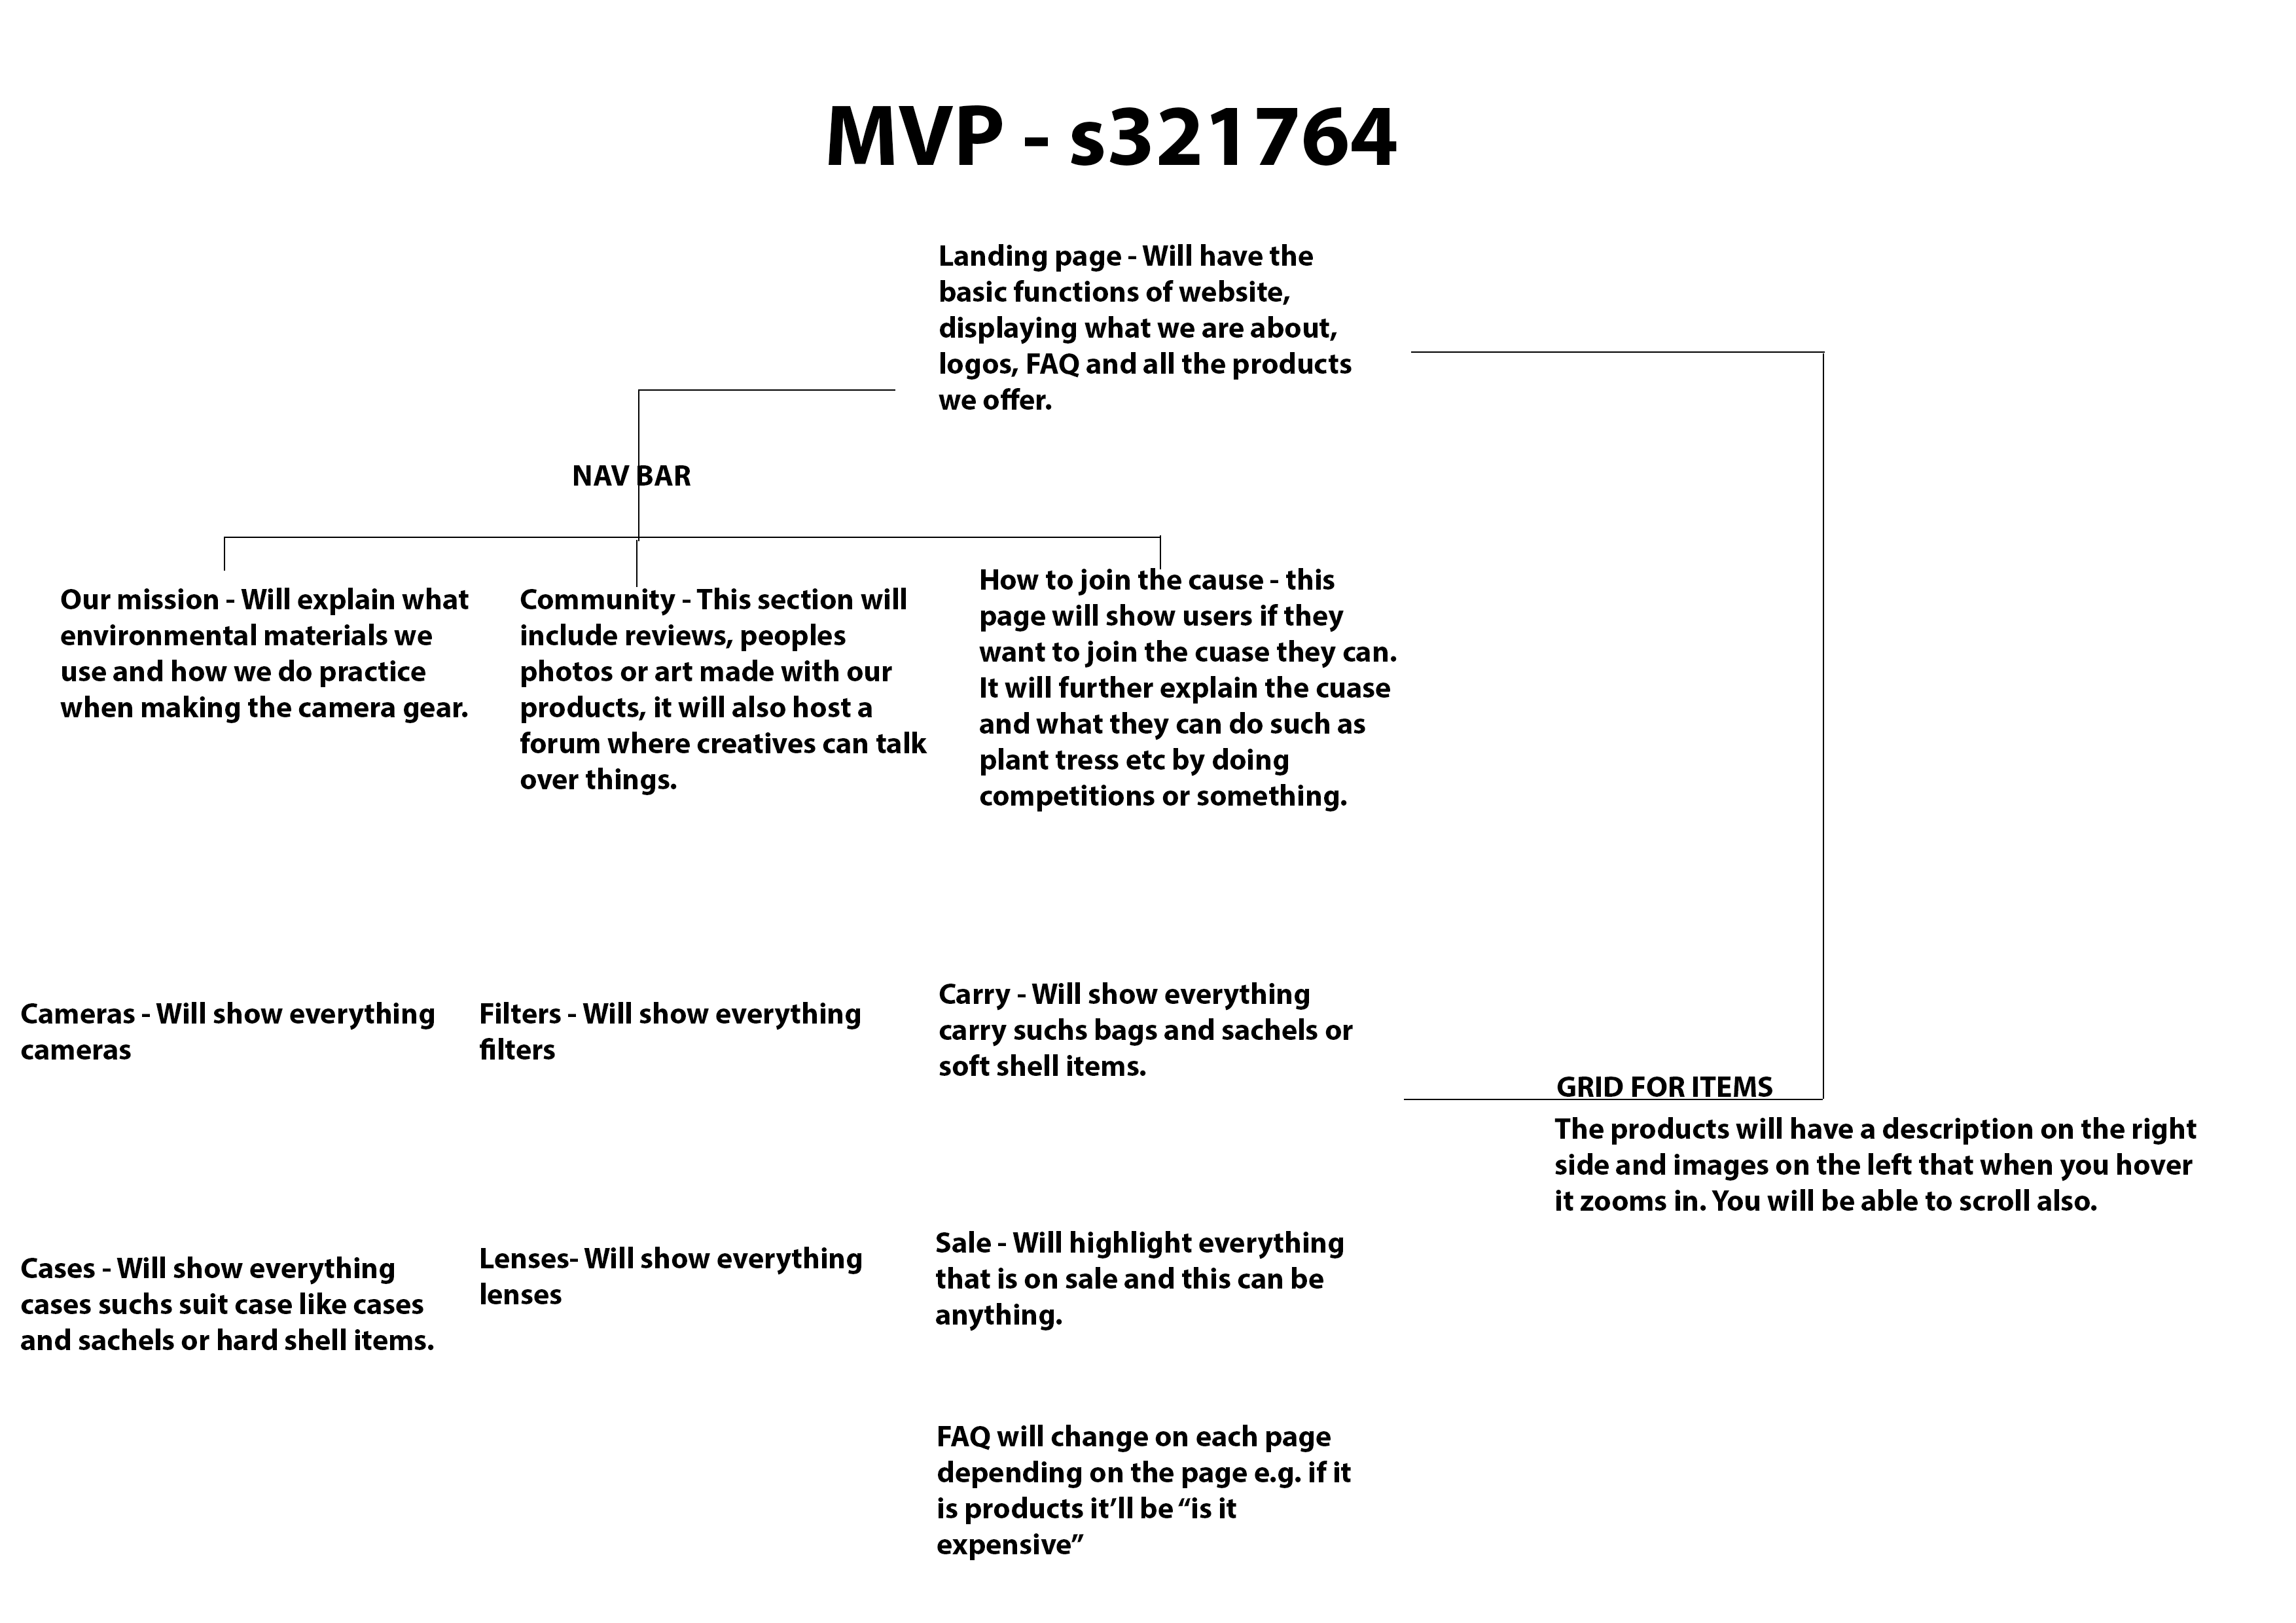 MVP - s321764
Landing page - Will have the
basic functions of website,
displaying what we are about,
logos, FAQ and all the products
we offer.
NAV BAR
Our mission - Will explain what
environmental materials we
use and how we do practice
when making the camera gear.
Community - This section will
include reviews, peoples
photos or art made with our
products, it will also host a
forum where creatives can talk
over things.
How to join the cause - this
page will show users if they
want to join the cuase they can.
It will further explain the cuase
and what they can do such as
plant tress etc by doing
competitions or something.
Cameras - Will show everything
cameras
Filters - Will show everything
filters
Carry - Will show everything
carry suchs bags and sachels or
soft shell items.
GRID FOR ITEMS
The products will have a description on the right
side and images on the left that when you hover
it zooms in. You will be able to scroll also.
Cases - Will show everything
cases suchs suit case like cases
and sachels or hard shell items.
Lenses- Will show everything
lenses
Sale - Will highlight everything
that is on sale and this can be
anything.
FAQ will change on each page
depending on the page e.g. if it
is products it’ll be “is it
expensive”